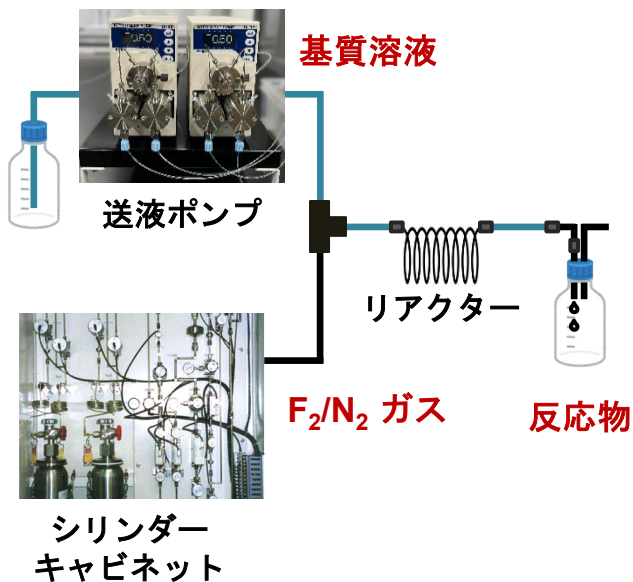 基質溶液
送液ポンプ
リアクター
F₂/N₂ ガス
反応物
シリンダー
キャビネット